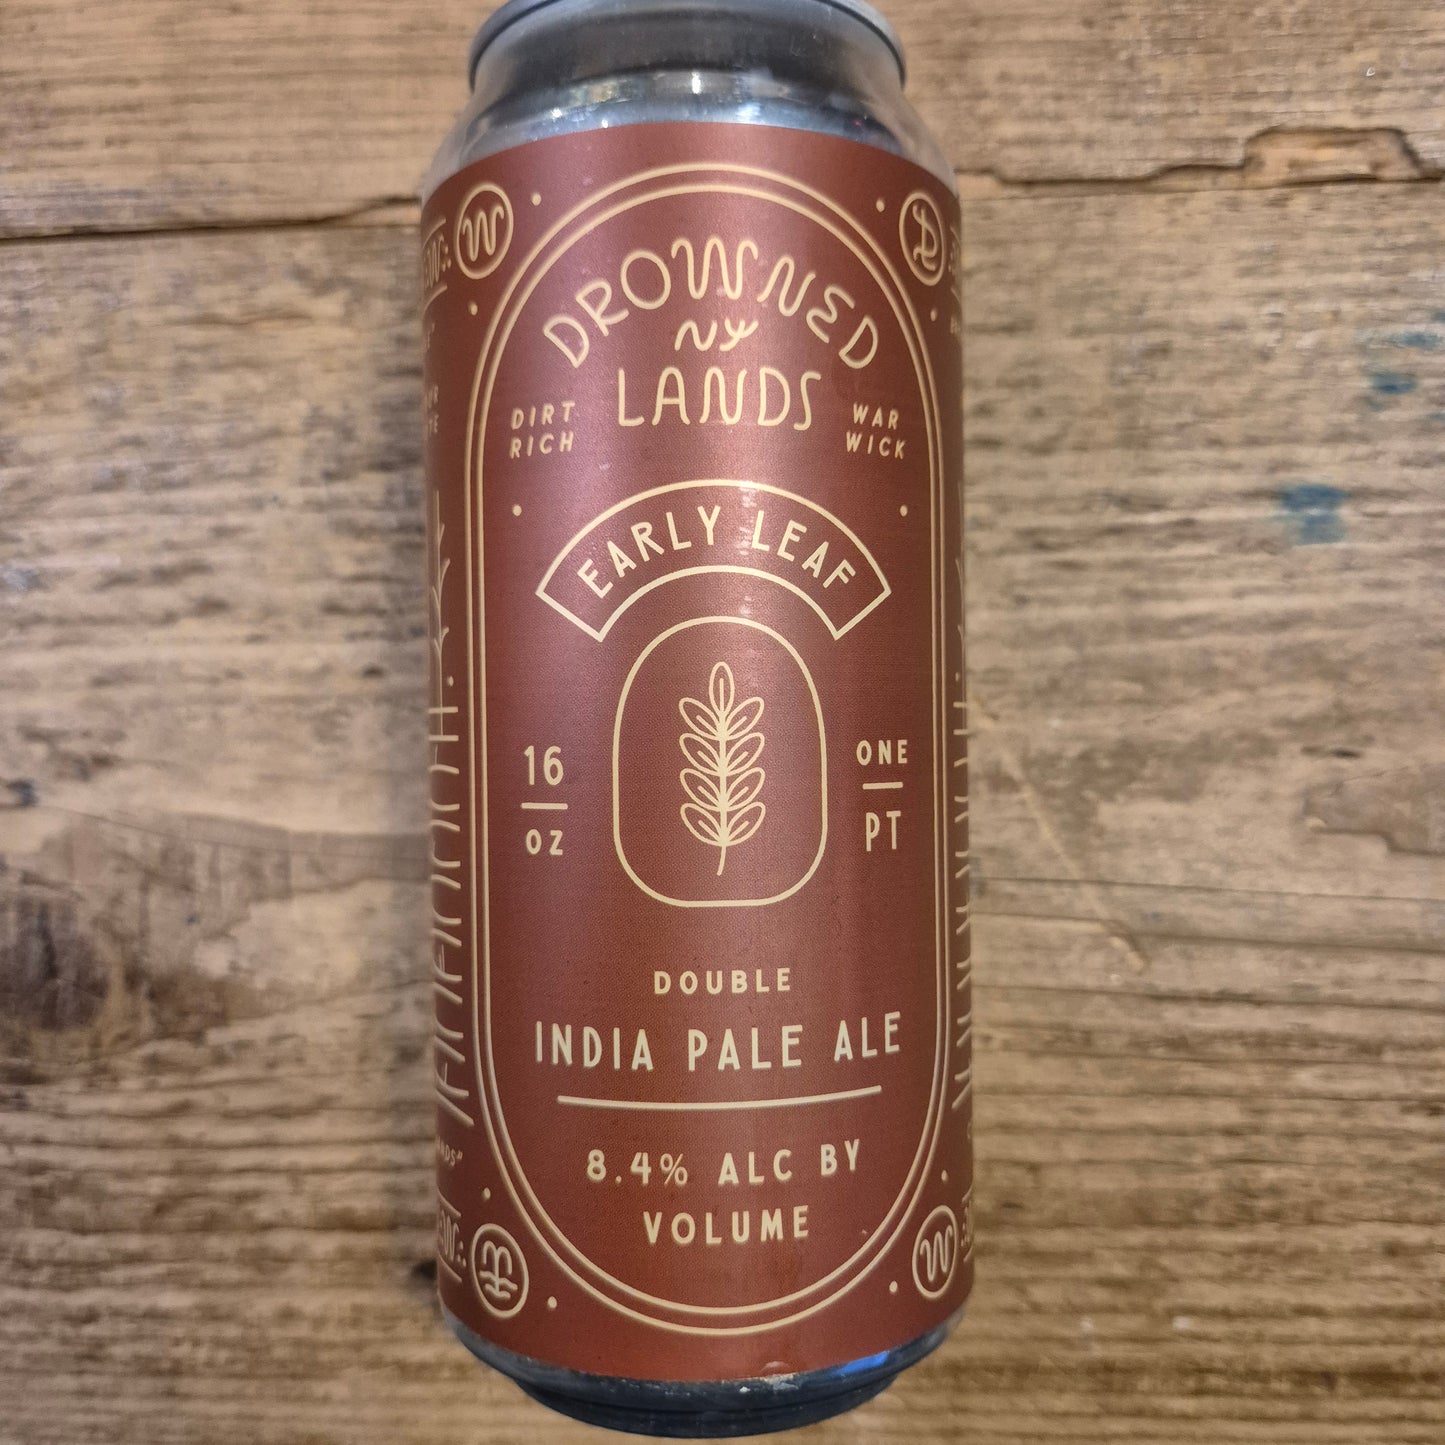 DROWNED
NY
LANDS
DIRT
RICH
WAR
WICK
EARLY LEAF
16
OZ
ONE
PT
DOUBLE
INDIA PALE ALE
8.4% ALC BY
VOLUME